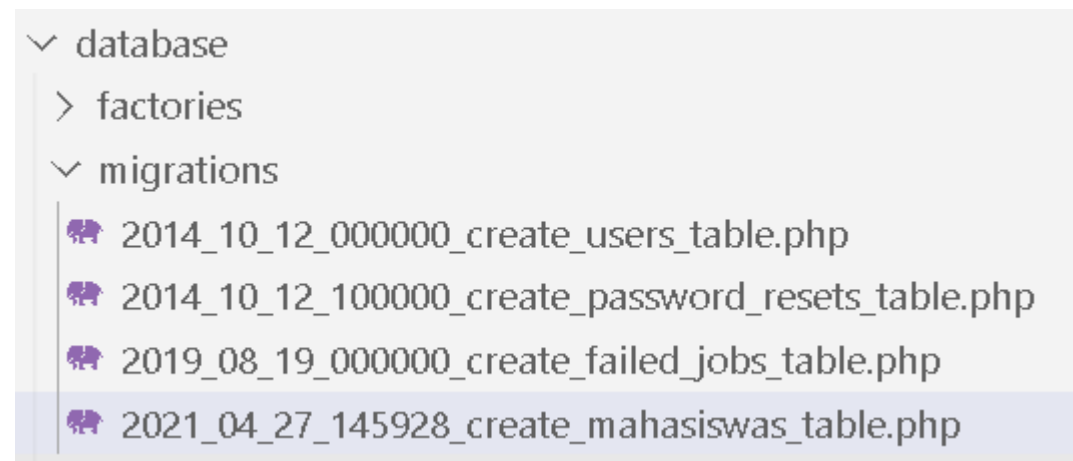 database
factories
migrations
2014_10_12_000000_create_users_table.php
2014_10_12_100000_create_password_resets_table.php
2019_08_19_000000_create_failed_jobs_table.php
2021_04_27_145928_create_mahasiswas_table.php